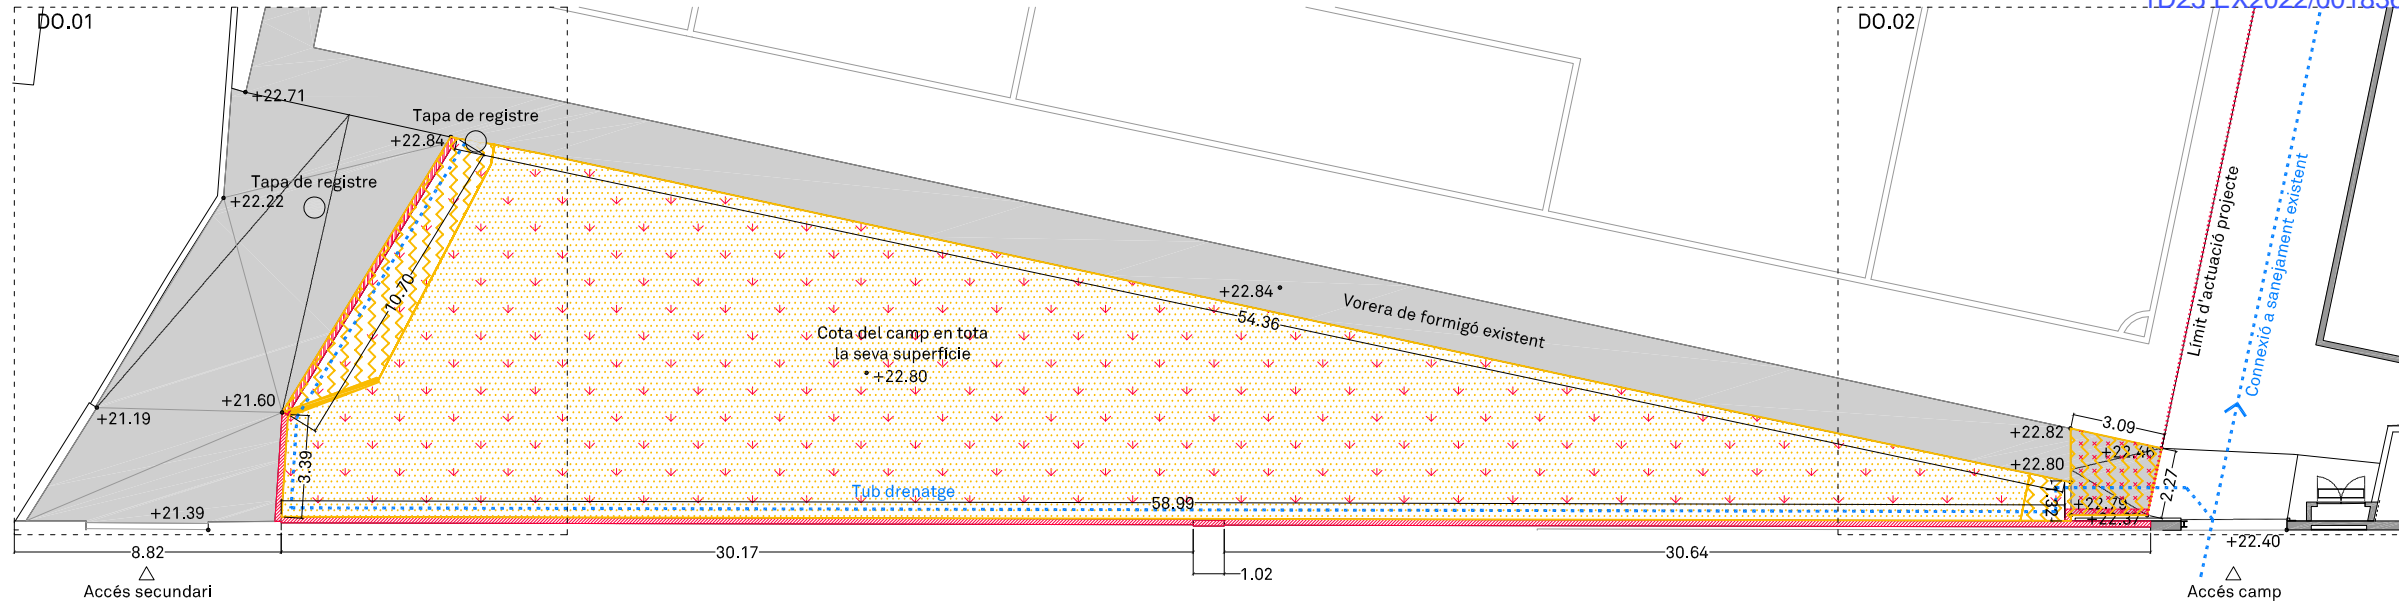 DO.01
DO.02
+22.71
Tapa de registre
+22.84
Tapa de registre
+22.22
10.70
+22.84
54.36
Vorera de formigó existent
Cota del camp en tota
la seva superfície
+22.80
Límit d'actuació projecte
Connexió a sanejament existent
+21.60
+21.19
3.39
+22.82
3.09
+22.46
+22.80
2.27
1.32
+22.79
+22.37
Tub drenatge
58.99
+21.39
+22.40
8.82
30.17
30.64
1.02
Accés secundari
Accés camp